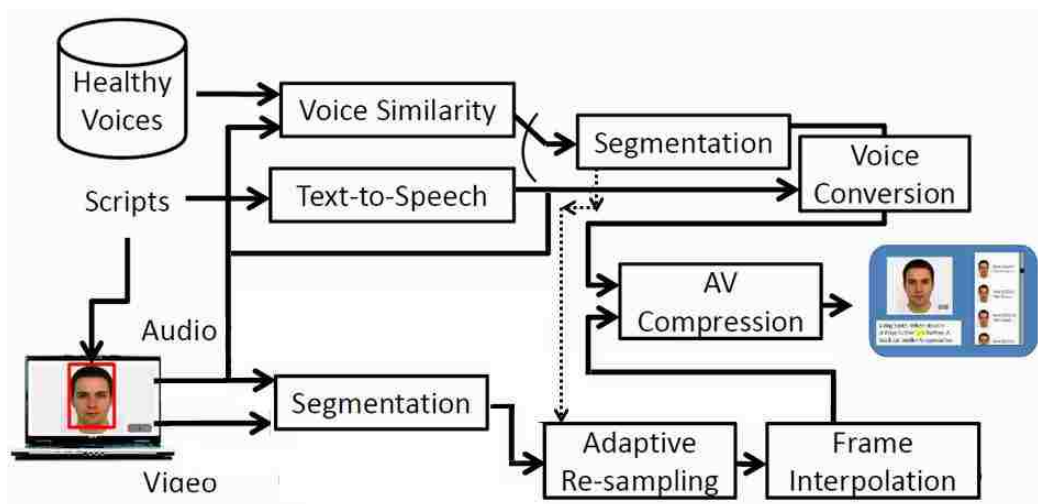 Healthy
Voices
Voice Similarity
Segmentation
Voice
Conversion
Scripts
Text-to-Speech
AV
Compression
Audio
Segmentation
Adaptive
Re-sampling
Frame
Interpolation
Video